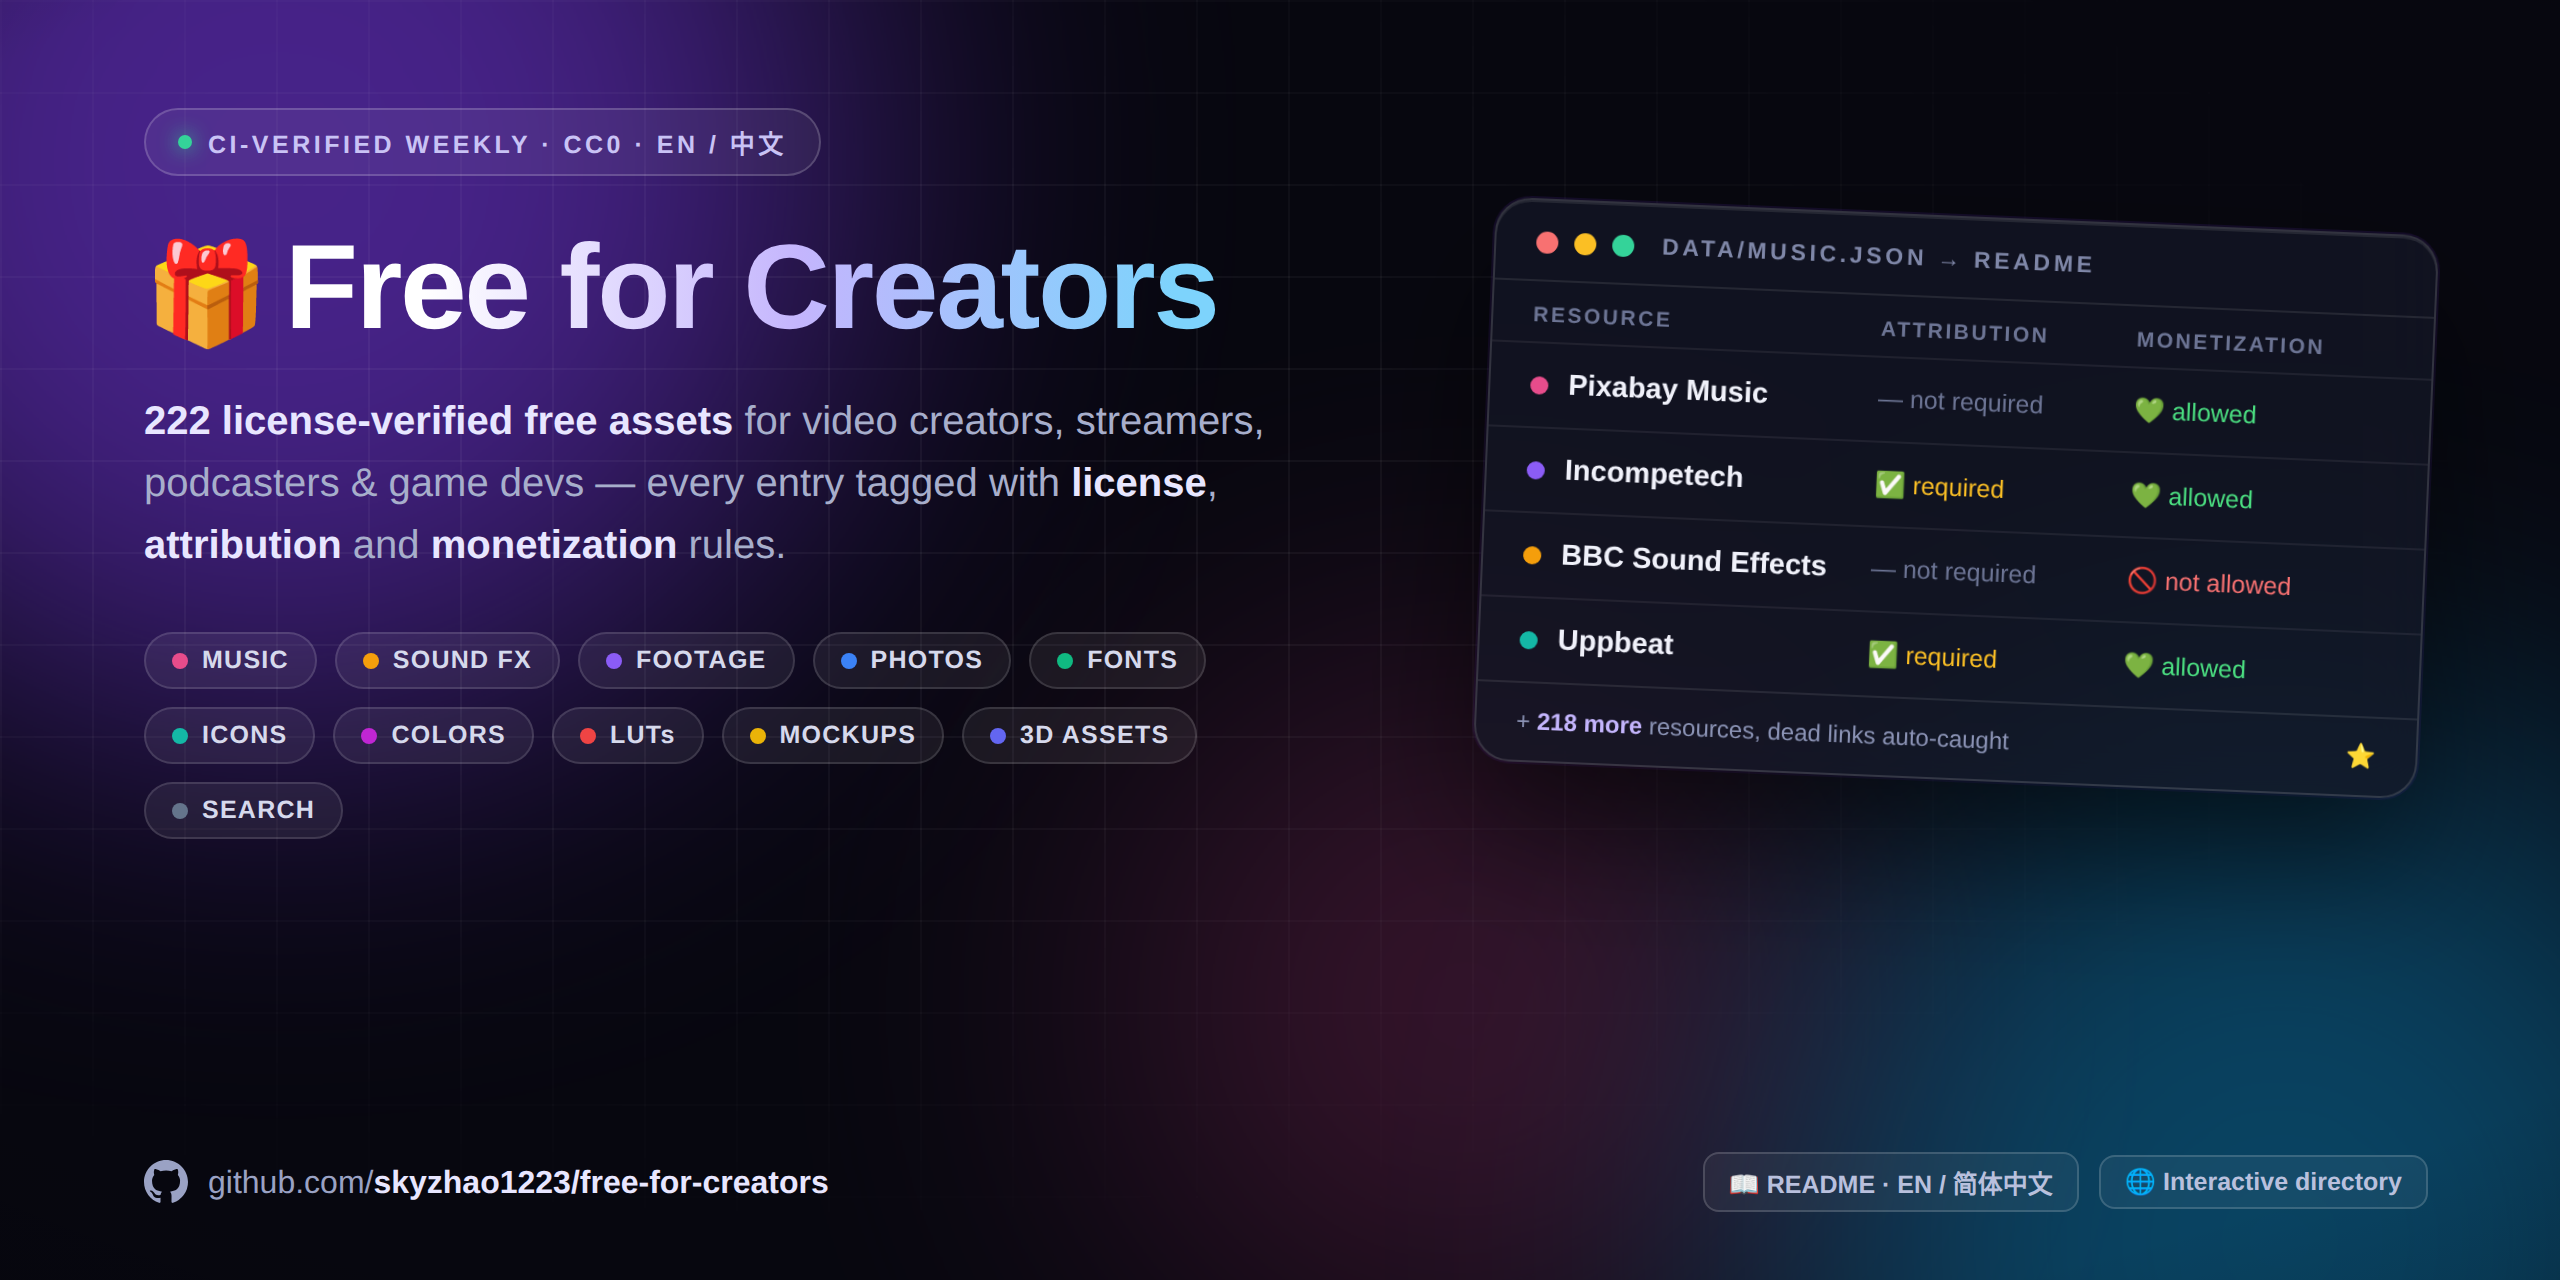 CI-VERIFIED WEEKLY · CC0 · EN / 中文
🎁 Free for Creators
222 license-verified free assets for video creators, streamers,
podcasters & game devs — every entry tagged with license,
attribution and monetization rules.
MUSIC SOUND FX FOOTAGE PHOTOS FONTS
ICONS COLORS LUTs MOCKUPS 3D ASSETS
SEARCH
DATA/MUSIC.JSON → README
RESOURCE ATTRIBUTION MONETIZATION
Pixabay Music — not required 💚 allowed
Incompetech ✅ required 💚 allowed
BBC Sound Effects — not required 🚫 not allowed
Uppbeat ✅ required 💚 allowed
+ 218 more resources, dead links auto-caught ⭐
github.com/skyzhao1223/free-for-creators
📖 README · EN / 简体中文
🌐 Interactive directory